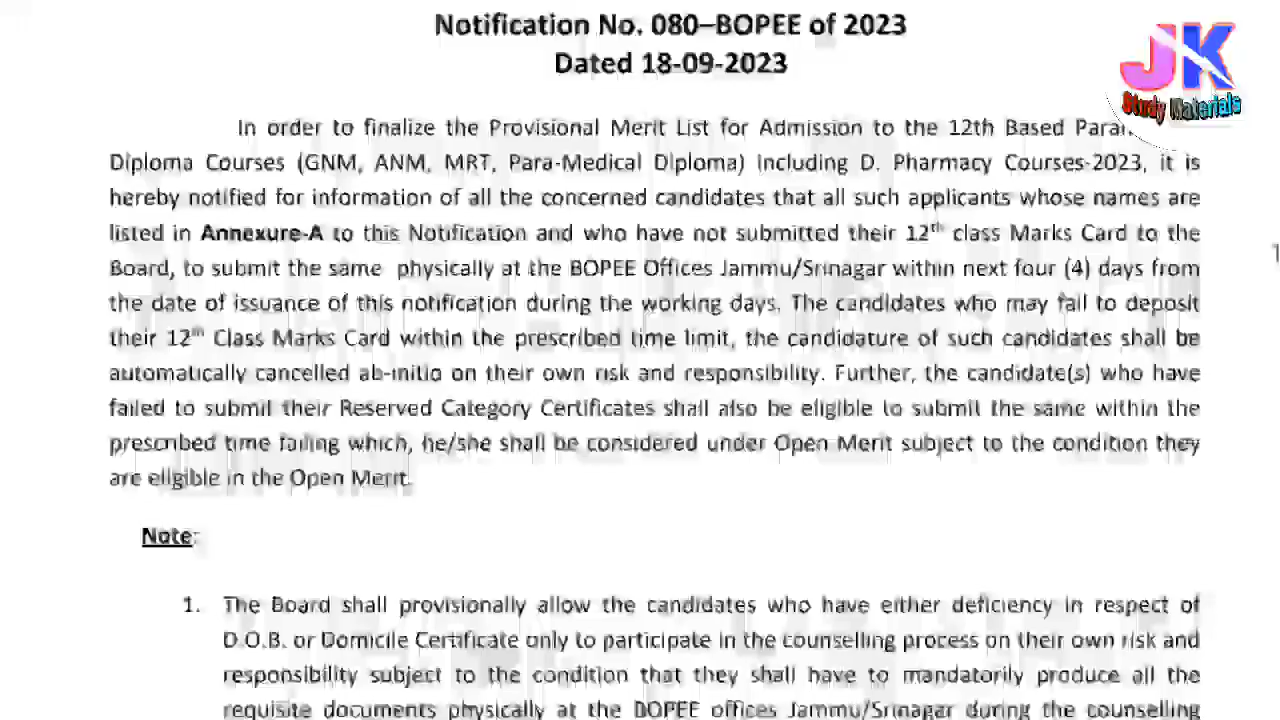 Notification No. 080–BOPEE of 2023
Dated 18-09-2023
JK
Study Materials
In order to finalize the Provisional Merit List for Admission to the 12th Based
Diploma Courses (GNM, ANM, MRT, Para-Medical Diploma) including D. Pharmacy Courses-2023, it is
hereby notified for information of all the concerned candidates that all such applicants whose names are
listed in Annexure-A to this Notification and who have not submitted their 12th class Marks Card to the
Board, to submit the same physically at the BOPEE Offices Jammu/Srinagar within next four (4) days from
the date of issuance of this notification during the working days. The candidates who may fail to deposit
their 12th Class Marks Card within the prescribed time limit, the candidature of such candidates shall be
automatically cancelled ab-initio on their own risk and responsibility. Further, the candidate(s) who have
failed to submit their Reserved Category Certificates shall also be eligible to submit the same within the
prescribed time failing which, he/she shall be considered under Open Merit subject to the condition they
are eligible in the Open Merit.
Note:
1. The Board shall provisionally allow the candidates who have either deficiency in respect of
D.O.B. or Domicile Certificate only to participate in the counselling process on their own risk and
responsibility subject to the condition that they shall have to mandatorily produce all the
requisite documents physically at the BOPEE offices Jammu/Srinagar during the counselling